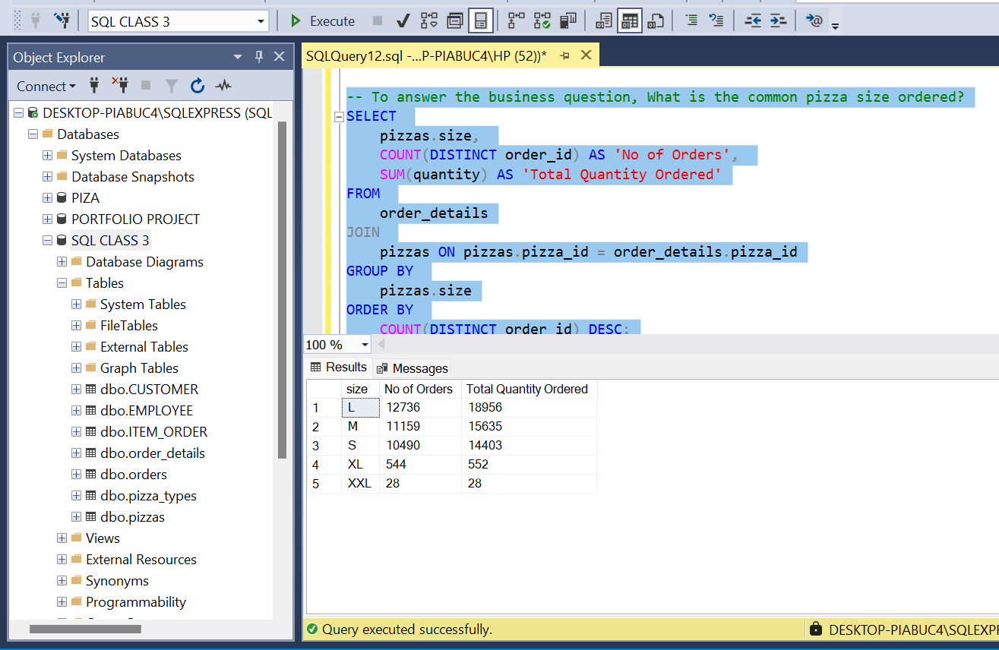 SQL CLASS 3
Execute
Object Explorer
Connect
DESKTOP-PIABUC4\SQLEXPRESS (SQL
Databases
System Databases
Database Snapshots
PIZA
PORTFOLIO PROJECT
SQL CLASS 3
Database Diagrams
Tables
System Tables
FileTables
External Tables
Graph Tables
dbo.CUSTOMER
dbo.EMPLOYEE
dbo.ITEM_ORDER
dbo.order_details
dbo.orders
dbo.pizza_types
dbo.pizzas
Views
External Resources
Synonyms
Programmability
SQLQuery12.sql -...P-PIABUC4\HP (52))*
-- To answer the business question, What is the common pizza size ordered?
SELECT
pizzas.size,
COUNT(DISTINCT order_id) AS 'No of Orders',
SUM(quantity) AS 'Total Quantity Ordered'
FROM
order_details
JOIN
pizzas ON pizzas.pizza_id = order_details.pizza_id
GROUP BY
pizzas.size
ORDER BY
COUNT(DISTINCT order_id) DESC;
100 %
Results Messages
size No of Orders Total Quantity Ordered
1 L 12736 18956
2 M 11159 15635
3 S 10490 14403
4 XL 544 552
5 XXL 28 28
Query executed successfully.
DESKTOP-PIABUC4\SQLEXPR